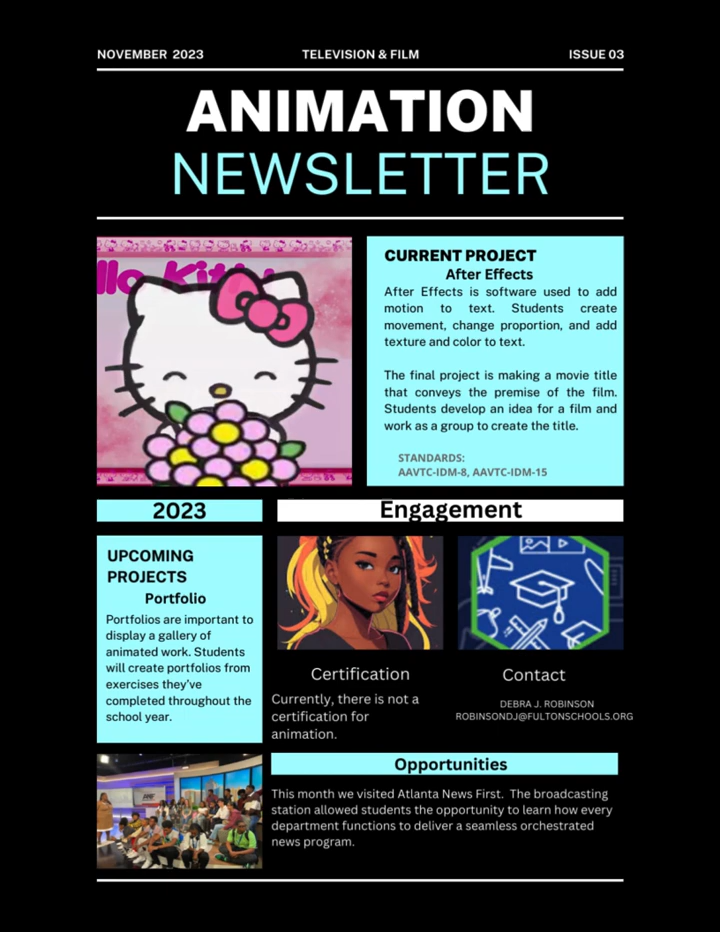 NOVEMBER 2023
TELEVISION & FILM
ISSUE 03
ANIMATION
NEWSLETTER
llo Kitty
CURRENT PROJECT
After Effects
After Effects is software used to add
motion to text. Students create
movement, change proportion, and add
texture and color to text.
The final project is making a movie title
that conveys the premise of the film.
Students develop an idea for a film and
work as a group to create the title.
STANDARDS:
AAVTC-IDM-8, AAVTC-IDM-15
2023
Engagement
UPCOMING
PROJECTS
Portfolio
Portfolios are important to
display a gallery of
animated work. Students
will create portfolios from
exercises they've
completed throughout the
school year.
Certification
Currently, there is not a
certification for
animation.
Contact
DEBRA J. ROBINSON
ROBINSONDJ@FULTONSCHOOLS.ORG
Opportunities
This month we visited Atlanta News First.  The broadcasting
station allowed students the opportunity to learn how every
department functions to deliver a seamless orchestrated
news program.